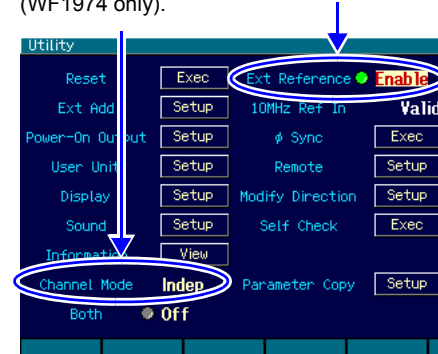 (WF1974 only).
Utility
Reset Exec Ext Reference Enable
Ext Add Setup 10MHz Ref In Valid
Power-On Output Setup φ Sync Exec
User Unit Setup Remote Setup
Display Setup Modify Direction Setup
Sound Setup Self Check Exec
Information View
Channel Mode Indep Parameter Copy Setup
Both Off